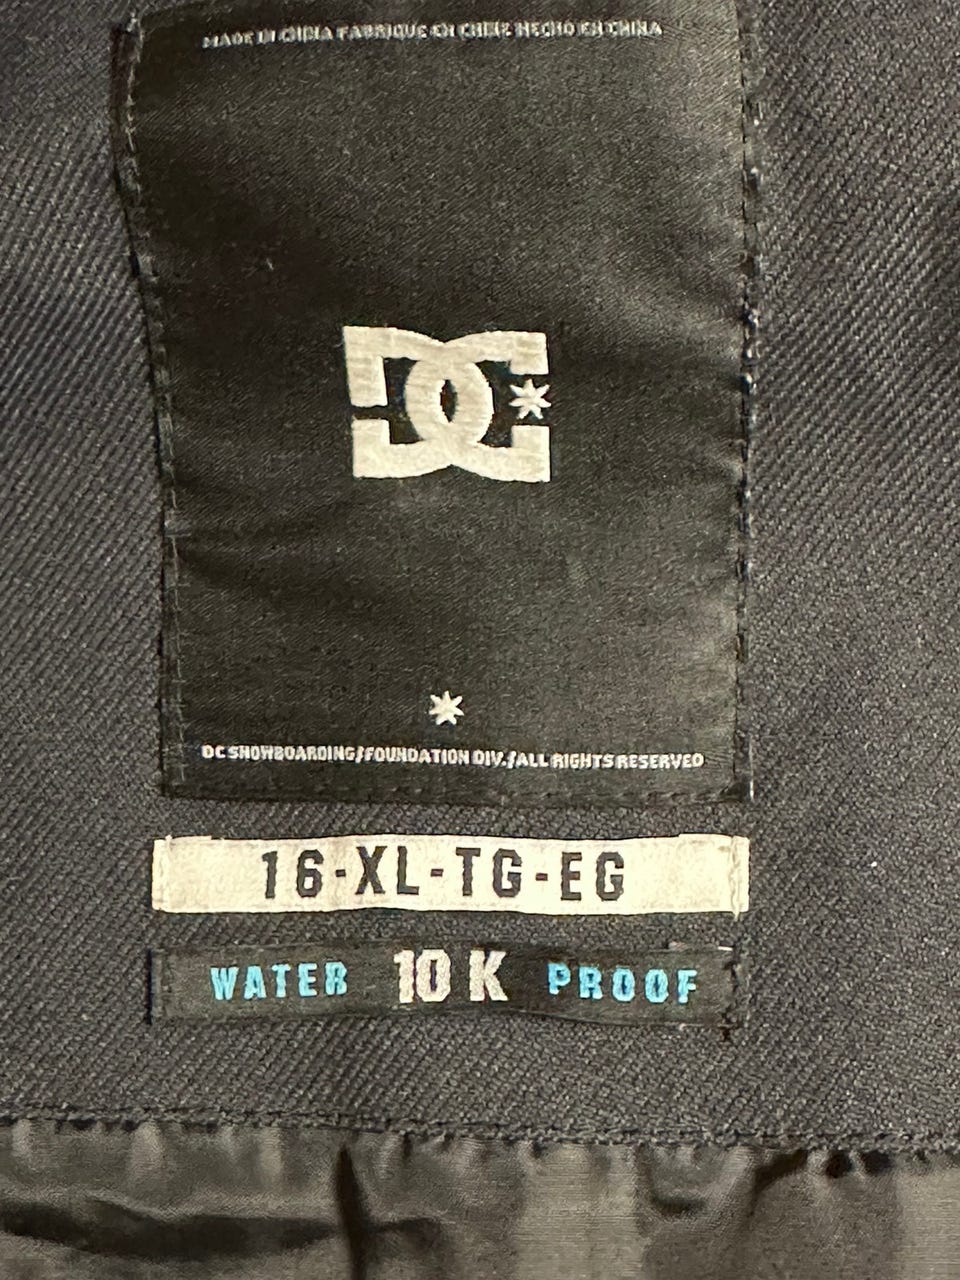 MADE IN CHINA FABRIQUE EN CHINE HECHO EN CHINA
DC
DC SNOWBOARDING/FOUNDATION DIV./ALL RIGHTS RESERVED
16-XL-TG-EG
WATER 10 K PROOF